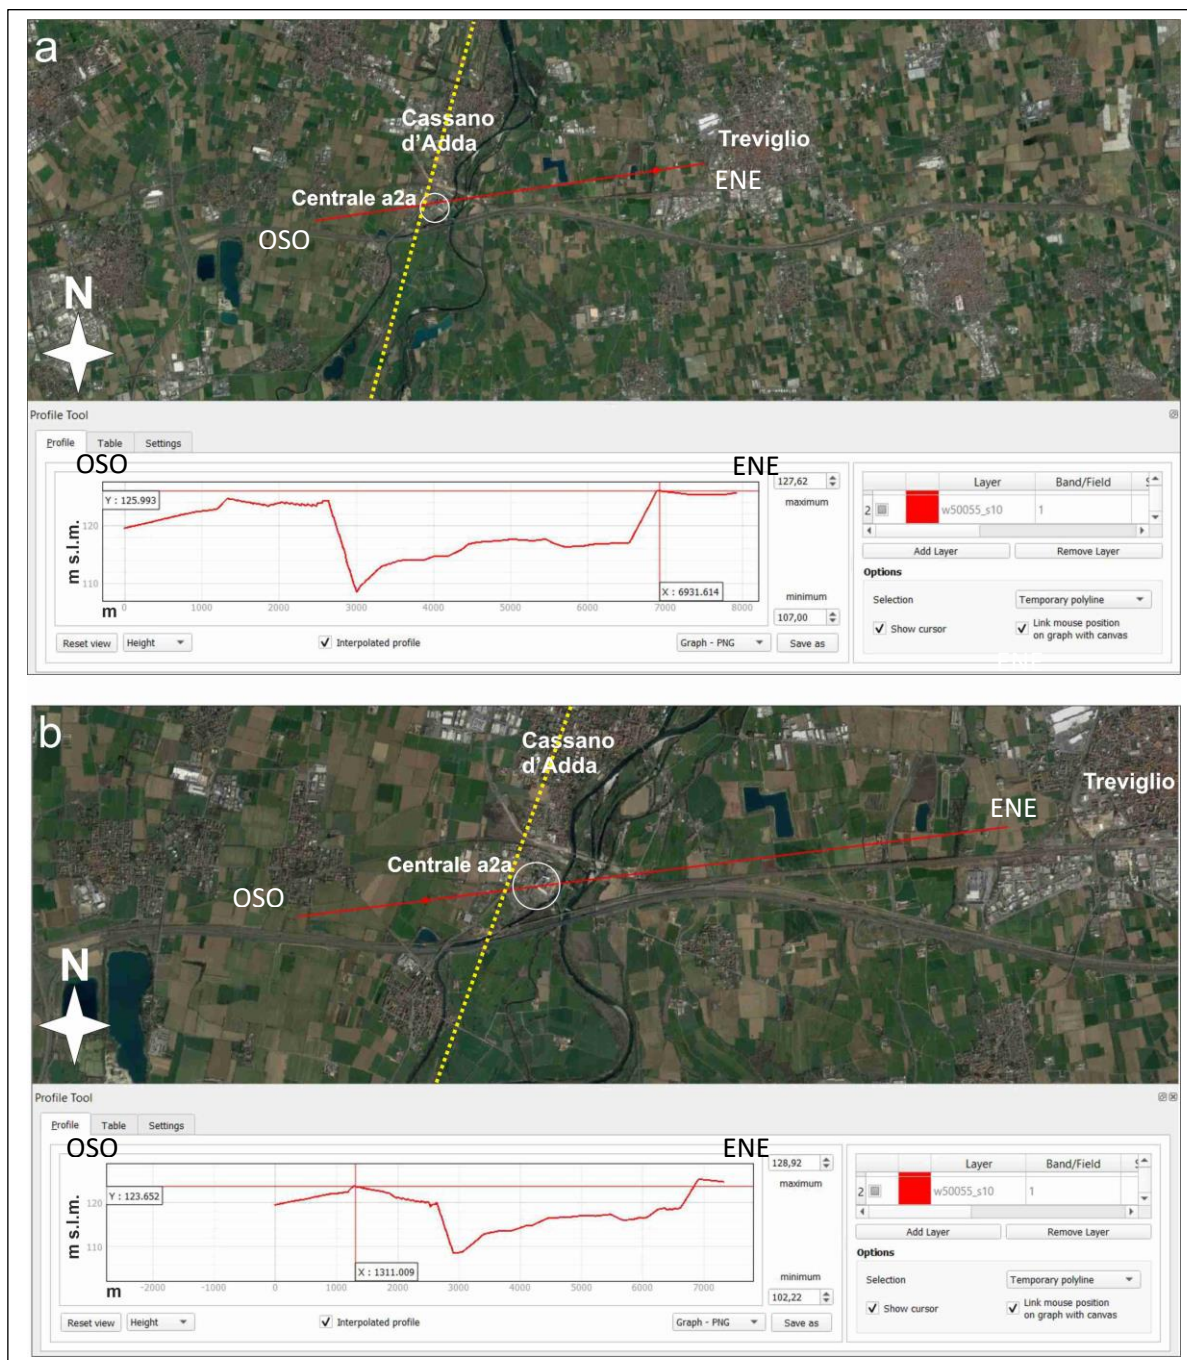 a
Cassano
d'Adda
Treviglio
ENE
Centrale a2a
OSO
N
Profile Tool
Profile Table Settings
OSO ENE
Y : 125.993
120
110
m s.l.m.
0 1000 2000 3000 4000 5000 6000 7000 8000
m
X : 6931.614
127,62
maximum
minimum
107,00
Layer Band/Field
2 w50055_s10 1
Add Layer Remove Layer
Options
Selection Temporary polyline
Show cursor Link mouse position
on graph with canvas
Reset view Height Interpolated profile Graph - PNG Save as
ENE
b
Cassano
d'Adda
Treviglio
ENE
Centrale a2a
OSO
N
Profile Tool
Profile Table Settings
OSO ENE
Y : 123.652
120
110
m s.l.m.
X : 1311.009
-2000 -1000 0 1000 2000 3000 4000 5000 6000 7000
m
128,92
maximum
minimum
102,22
Layer Band/Field
2 w50055_s10 1
Add Layer Remove Layer
Options
Selection Temporary polyline
Show cursor Link mouse position
on graph with canvas
Reset view Height Interpolated profile Graph - PNG Save as